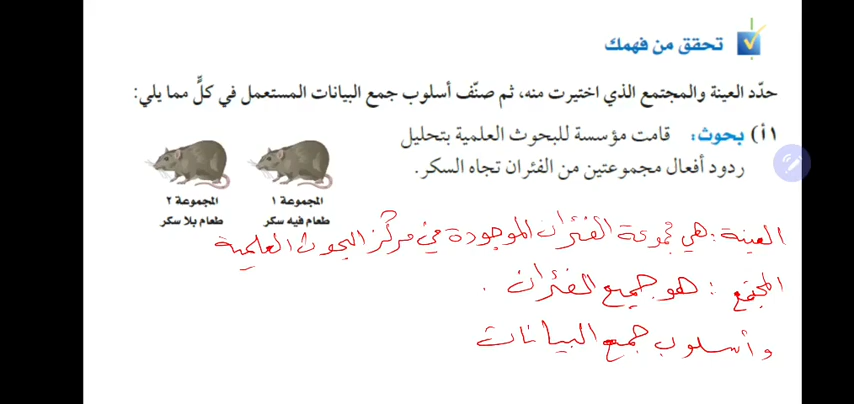 تحقق من فهمك
حدّد العينة والمجتمع الذي اختيرت منه، ثم صنّف أسلوب جمع البيانات المستعمل في كلٍّ مما يلي:
١أ) بحوث: قامت مؤسسة للبحوث العلمية بتحليل
ردود أفعال مجموعتين من الفئران تجاه السكر.
المجموعة ١
طعام فيه سكر
المجموعة ٢
طعام بلا سكر
العينة: هي مجموعة الفئران الموجودة في مركز البحوث العلمية
المجتمع: هو جميع الفئران.
وأسلوب جمع البيانات